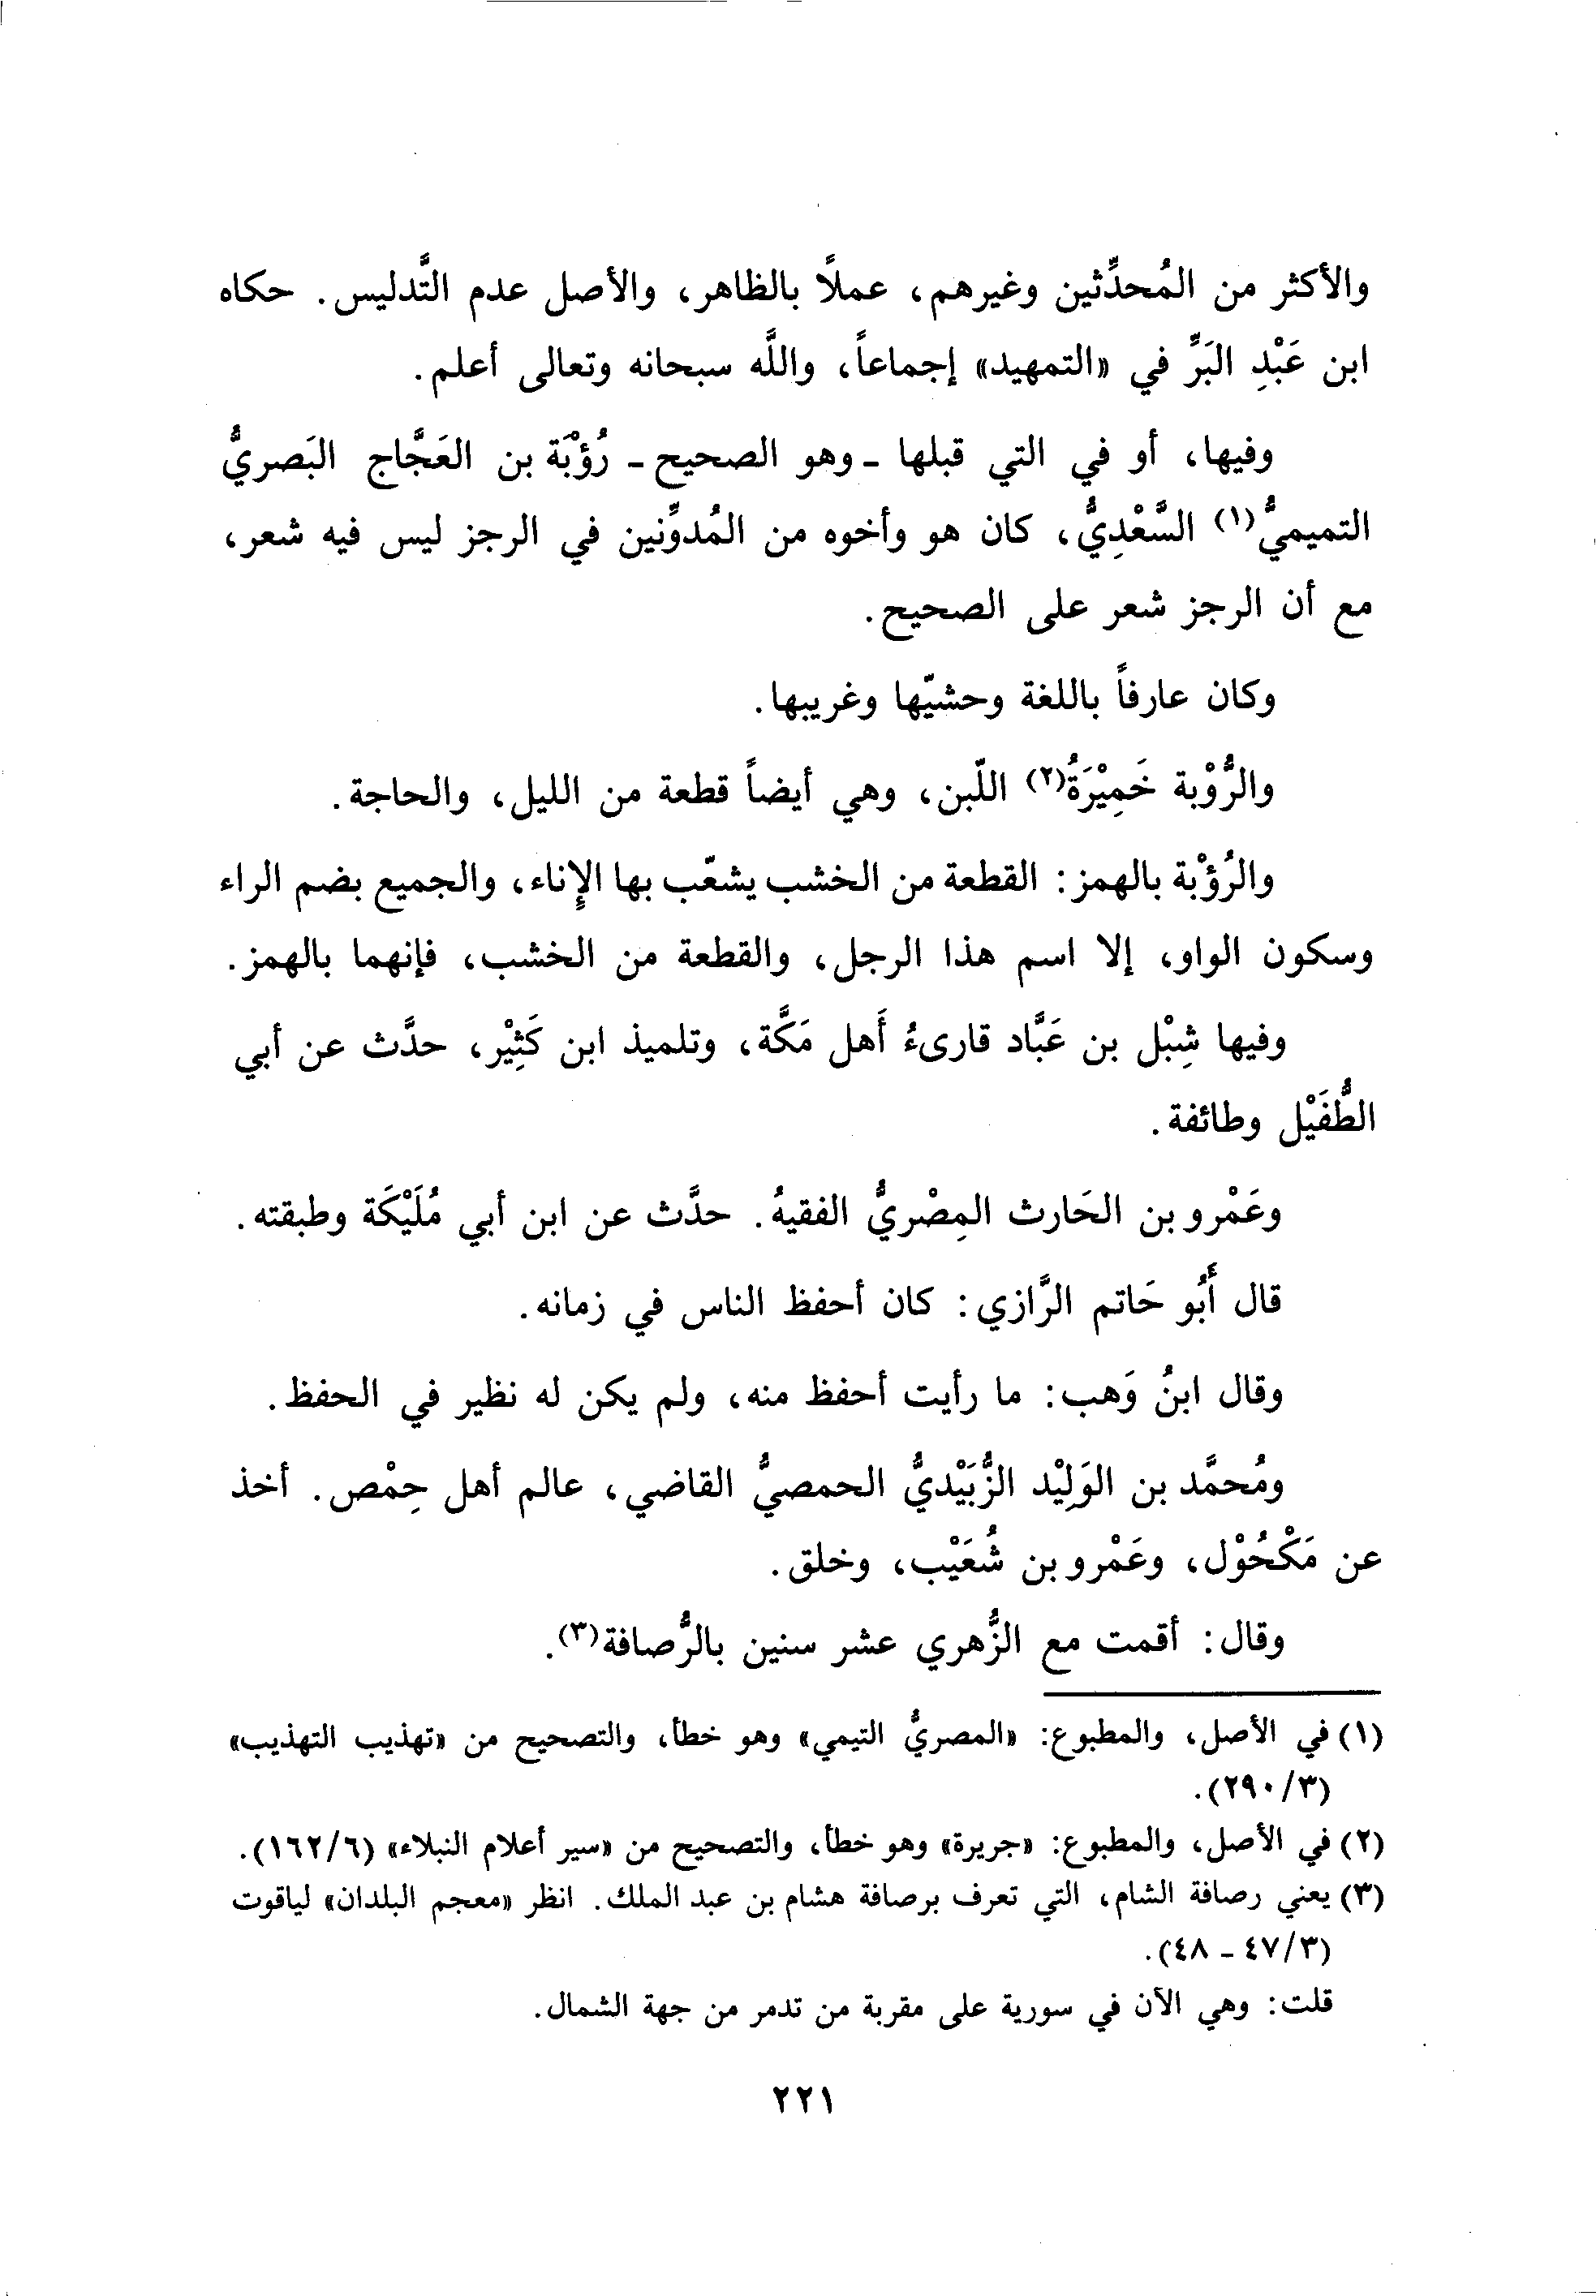 والأكثر من المُحدِّثين وغيرهم، عملاً بالظاهر، والأصل عدم التَّدليس. حكاه
ابن عَبْدِ البَرِّ في «التمهيد» إجماعاً، واللَّه سبحانه وتعالى أعلم.
وفيها، أو في التي قبلها ـ وهو الصحيح ـ رُؤْبَة بن العَجَّاج البَصريُّ
التميميُّ(١) السَّعْدِيُّ، كان هو وأخوه من المُدوِّنين في الرجز ليس فيه شعر،
مع أن الرجز شعر على الصحيح.
وكان عارفاً باللغة وحشيّها وغريبها.
والرُّوْبة خَمِيْرَةُ(٢) اللّبن، وهي أيضاً قطعة من الليل، والحاجة.
والرُؤْبة بالهمز: القطعة من الخشب يشعّب بها الإِناء، والجميع بضم الراء
وسكون الواو، إلا اسم هذا الرجل، والقطعة من الخشب، فإنهما بالهمز.
وفيها شِبْل بن عَبَّاد قارىءُ أَهل مَكَّة، وتلميذ ابن كَثِيْر، حدَّث عن أبي
الطُّفَيْل وطائفة.
وعَمْرو بن الحَارث المِصْريُّ الفقيهُ. حدَّث عن ابن أبي مُلَيْكَة وطبقته.
قال أَبُو حَاتم الرَّازي: كان أحفظ الناس في زمانه.
وقال ابنُ وَهب: ما رأيت أحفظ منه، ولم يكن له نظير في الحفظ.
ومُحمَّد بن الوَلِيْد الزُّبَيْديُّ الحمصيُّ القاضي، عالم أهل حِمْص. أخذ
عن مَكْحُوْل، وعَمْرو بن شُعَيْب، وخلق.
وقال: أقمت مع الزُّهري عشر سنين بالرُّصافة(٣).
(١) في الأصل، والمطبوع: «المصريُّ التيمي» وهو خطأ، والتصحيح من «تهذيب التهذيب»
(٢٩٠/٣).
(٢) في الأصل، والمطبوع: «جريرة» وهو خطأ، والتصحيح من «سير أعلام النبلاء» (١٦٢/٦).
(٣) يعني رصافة الشام، التي تعرف برصافة هشام بن عبد الملك. انظر «معجم البلدان» لياقوت
(٤٧/٣ ـ ٤٨).
قلت: وهي الآن في سورية على مقربة من تدمر من جهة الشمال.
٢٢١